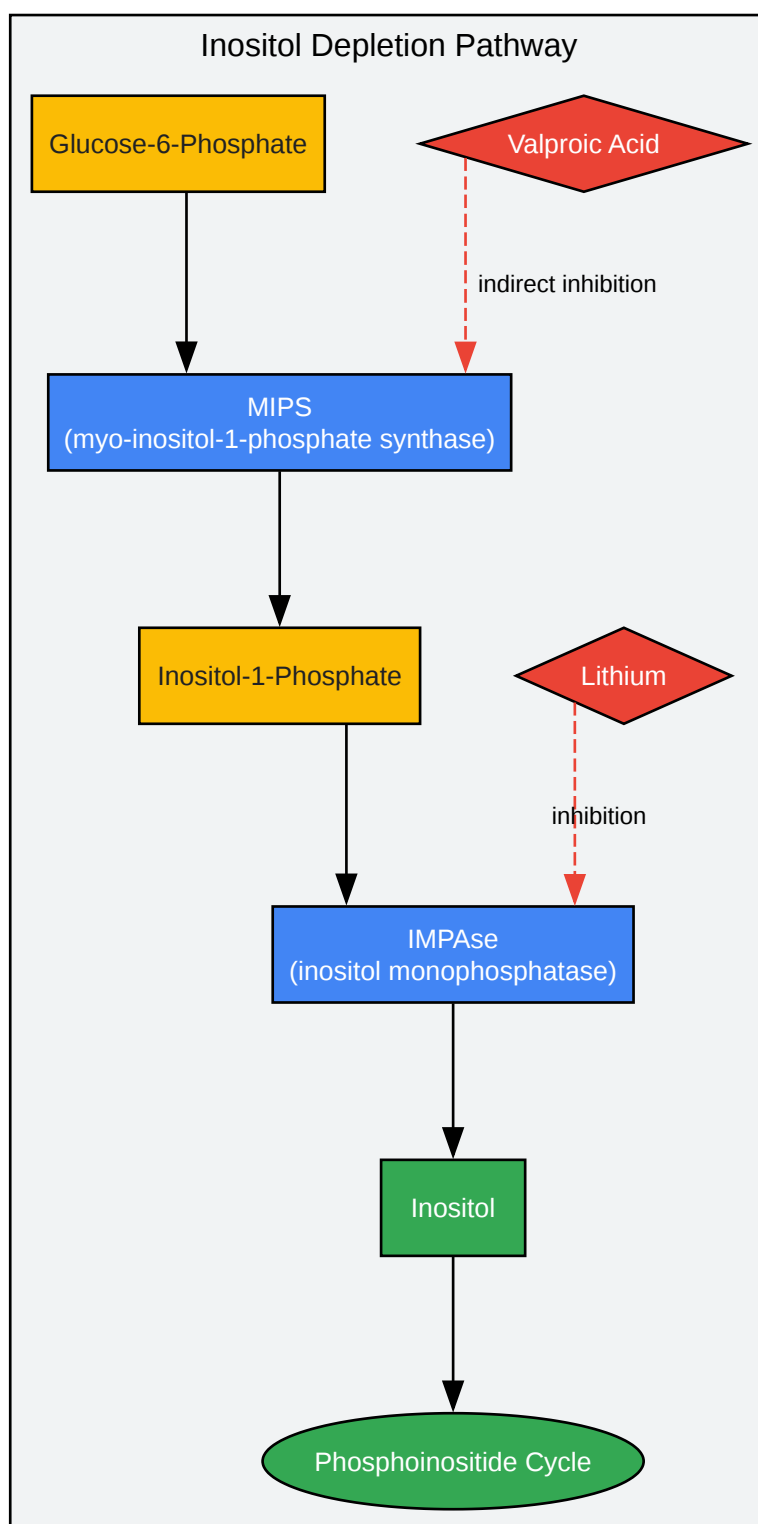 Inositol Depletion Pathway
Glucose-6-Phosphate
Valproic Acid
indirect inhibition
MIPS
(myo-inositol-1-phosphate synthase)
Inositol-1-Phosphate
Lithium
inhibition
IMPAse
(inositol monophosphatase)
Inositol
Phosphoinositide Cycle